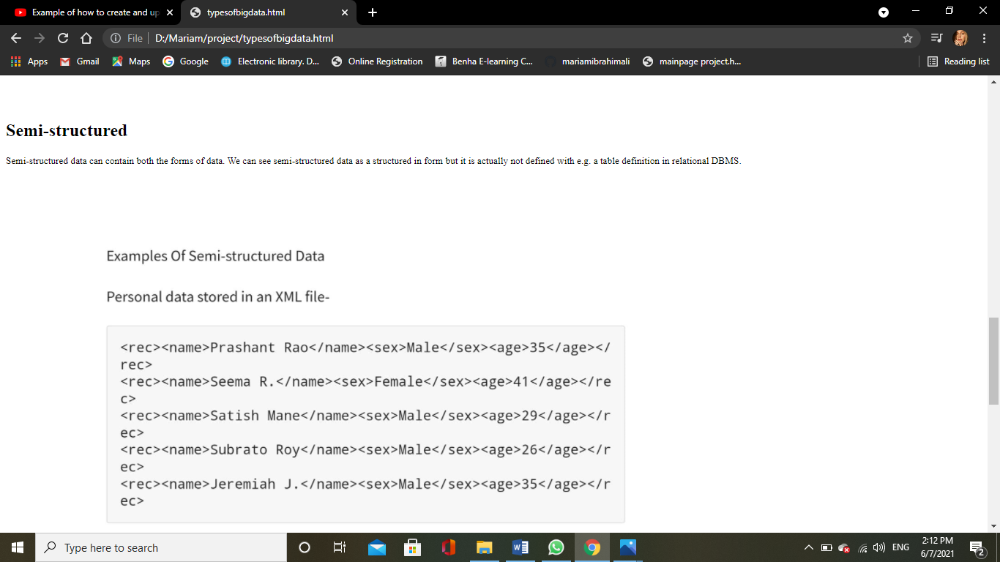 Example of how to create and up
typesofbigdata.html
File
D:/Mariam/project/typesofbigdata.html
Apps
Gmail
Maps
Google
Electronic library. D...
Online Registration
Benha E-learning C...
mariamibrahimali
mainpage project.h...
Reading list
Semi-structured
Semi-structured data can contain both the forms of data. We can see semi-structured data as a structured in form but it is actually not defined with e.g. a table definition in relational DBMS.
Examples Of Semi-structured Data
Personal data stored in an XML file-
<rec><name>Prashant Rao</name><sex>Male</sex><age>35</age></
rec>
<rec><name>Seema R.</name><sex>Female</sex><age>41</age></re
c>
<rec><name>Satish Mane</name><sex>Male</sex><age>29</age></r
ec>
<rec><name>Subrato Roy</name><sex>Male</sex><age>26</age></r
ec>
<rec><name>Jeremiah J.</name><sex>Male</sex><age>35</age></r
ec>
Type here to search
ENG
2:12 PM
6/7/2021
2